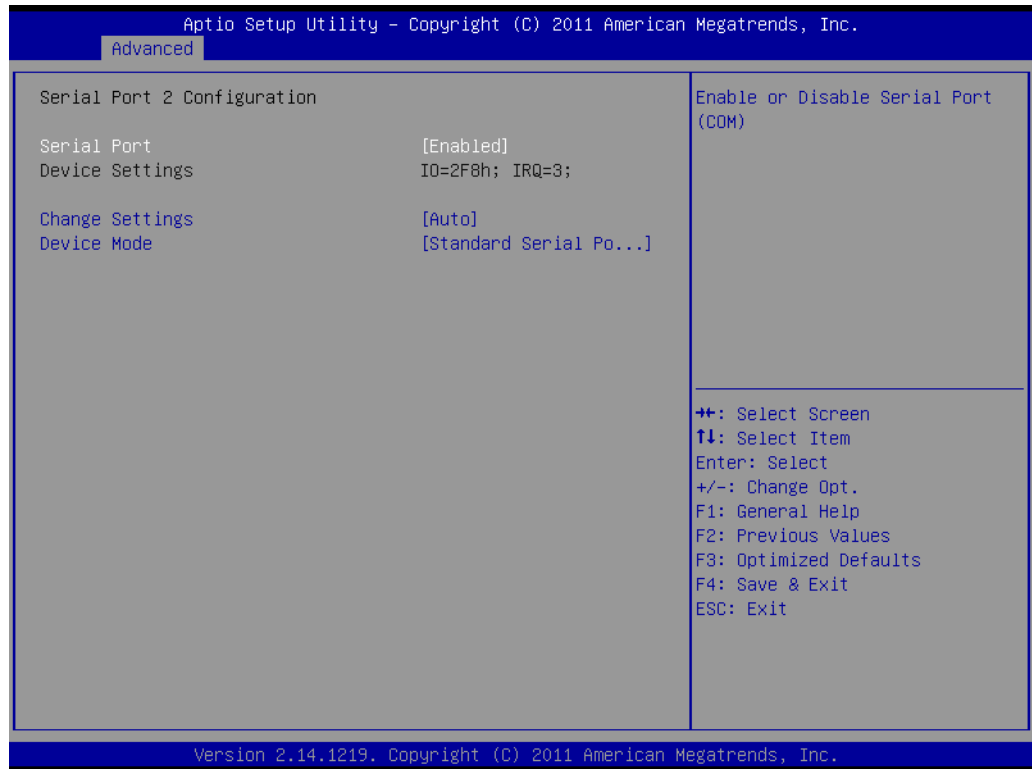 Aptio Setup Utility – Copyright (C) 2011 American Megatrends, Inc.
Advanced
Serial Port 2 Configuration
Serial Port [Enabled]
Device Settings IO=2F8h; IRQ=3;
Change Settings [Auto]
Device Mode [Standard Serial Po...]
Enable or Disable Serial Port
(COM)
→←: Select Screen
↑↓: Select Item
Enter: Select
+/-: Change Opt.
F1: General Help
F2: Previous Values
F3: Optimized Defaults
F4: Save & Exit
ESC: Exit
Version 2.14.1219. Copyright (C) 2011 American Megatrends, Inc.